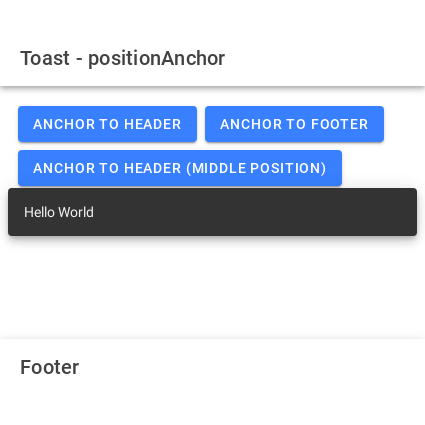 Toast - positionAnchor
ANCHOR TO HEADER ANCHOR TO FOOTER
ANCHOR TO HEADER (MIDDLE POSITION)
Hello World
Footer